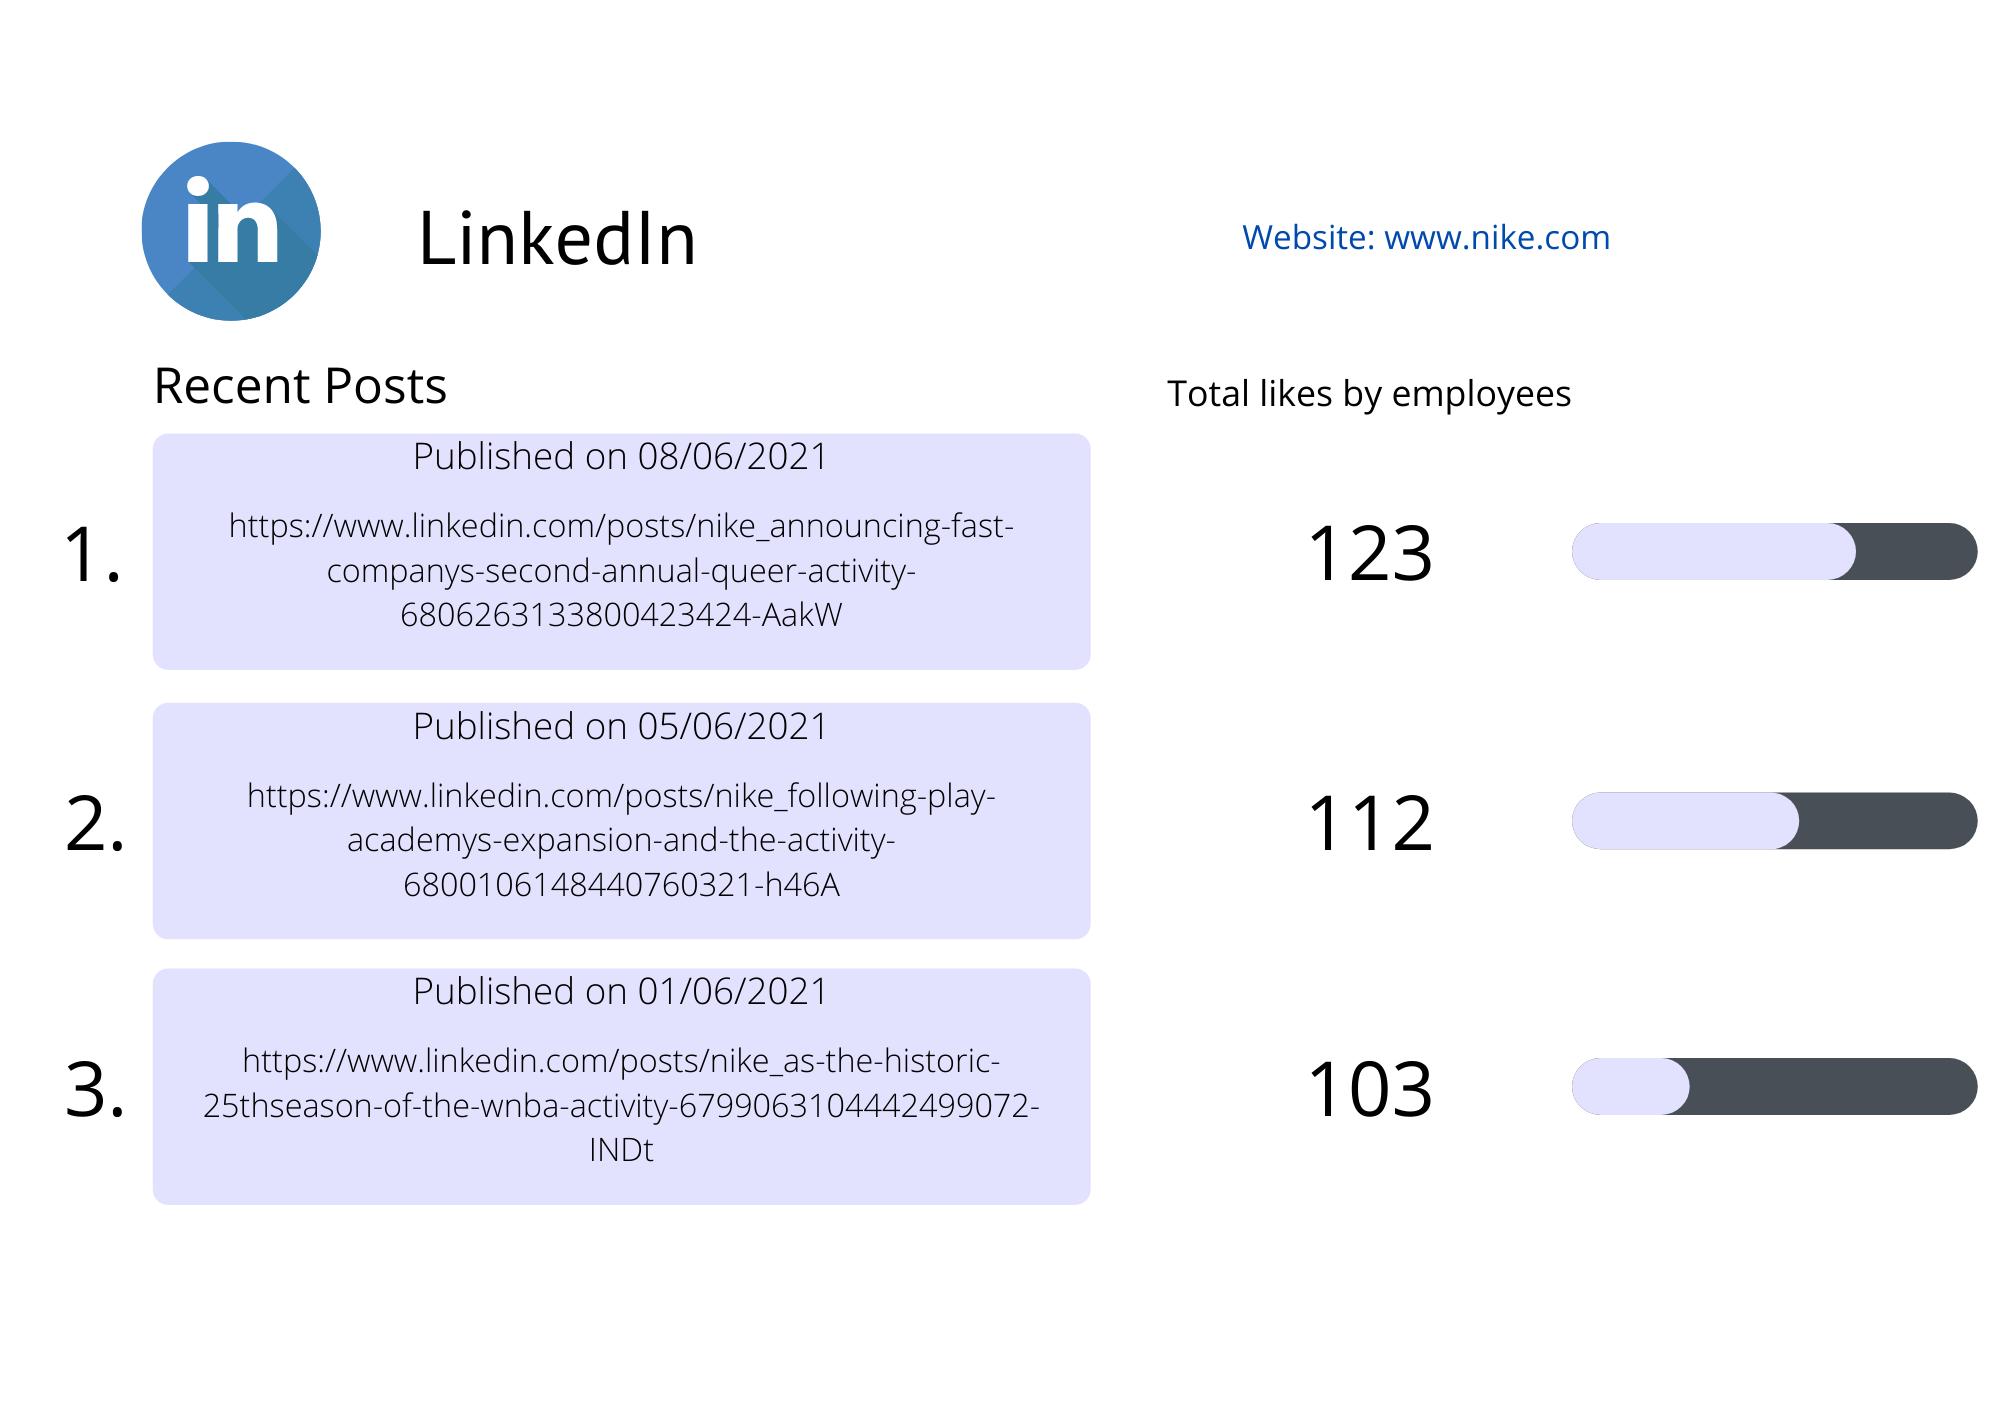 in
LinkedIn
Website: www.nike.com
Recent Posts
Total likes by employees
1.
Published on 08/06/2021
https://www.linkedin.com/posts/nike_announcing-fast-
companys-second-annual-queer-activity-
6806263133800423424-AakW
123
2.
Published on 05/06/2021
https://www.linkedin.com/posts/nike_following-play-
academys-expansion-and-the-activity-
6800106148440760321-h46A
112
3.
Published on 01/06/2021
https://www.linkedin.com/posts/nike_as-the-historic-
25thseason-of-the-wnba-activity-6799063104442499072-
INDt
103